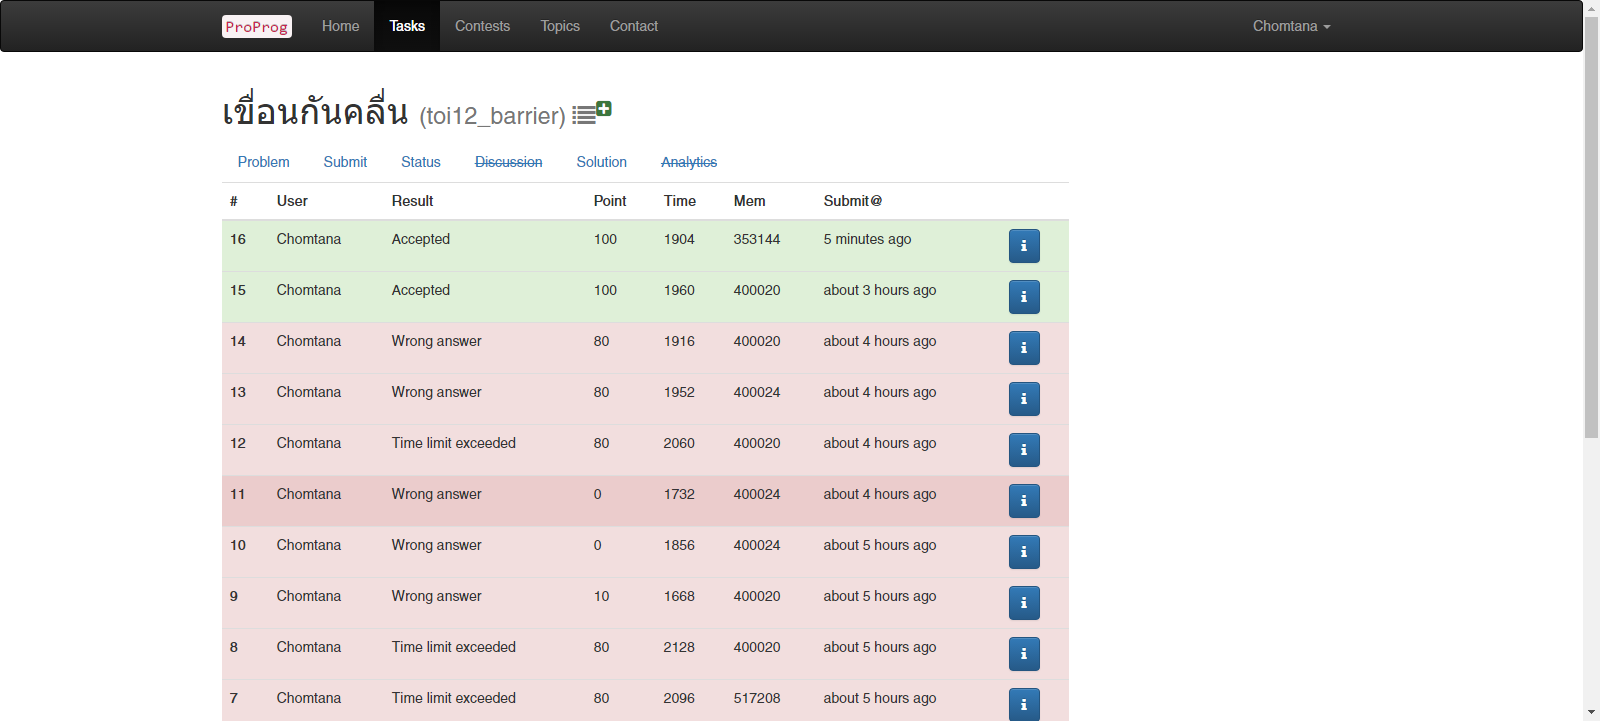 ProProg Home Tasks Contests Topics Contact Chomtana
เขื่อนกันคลื่น (toi12_barrier)
Problem Submit Status Discussion Solution Analytics
# User Result Point Time Mem Submit@
16 Chomtana Accepted 100 1904 353144 5 minutes ago
15 Chomtana Accepted 100 1960 400020 about 3 hours ago
14 Chomtana Wrong answer 80 1916 400020 about 4 hours ago
13 Chomtana Wrong answer 80 1952 400024 about 4 hours ago
12 Chomtana Time limit exceeded 80 2060 400020 about 4 hours ago
11 Chomtana Wrong answer 0 1732 400024 about 4 hours ago
10 Chomtana Wrong answer 0 1856 400024 about 5 hours ago
9 Chomtana Wrong answer 10 1668 400020 about 5 hours ago
8 Chomtana Time limit exceeded 80 2128 400020 about 5 hours ago
7 Chomtana Time limit exceeded 80 2096 517208 about 5 hours ago